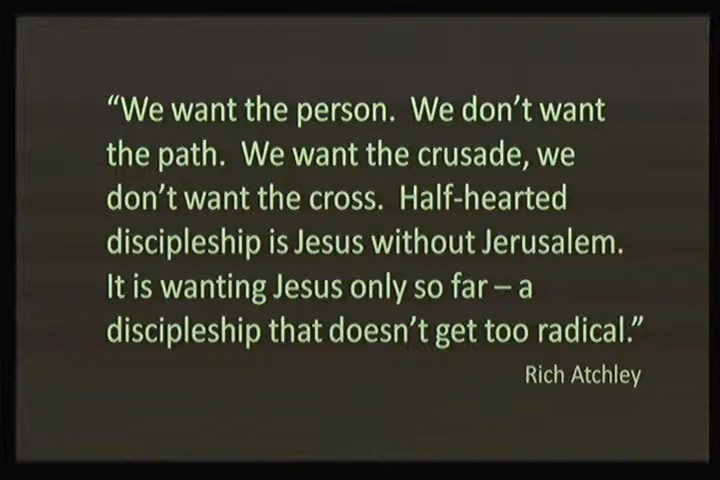 “We want the person.  We don’t want
the path.  We want the crusade, we
don’t want the cross.  Half-hearted
discipleship is Jesus without Jerusalem.
It is wanting Jesus only so far – a
discipleship that doesn’t get too radical.”
Rich Atchley